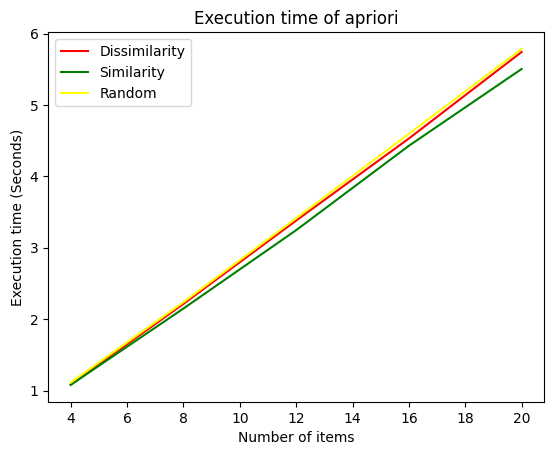 Execution time of apriori
Dissimilarity
Similarity
Random
Execution time (Seconds)
6
5
4
3
2
1
4 6 8 10 12 14 16 18 20
Number of items